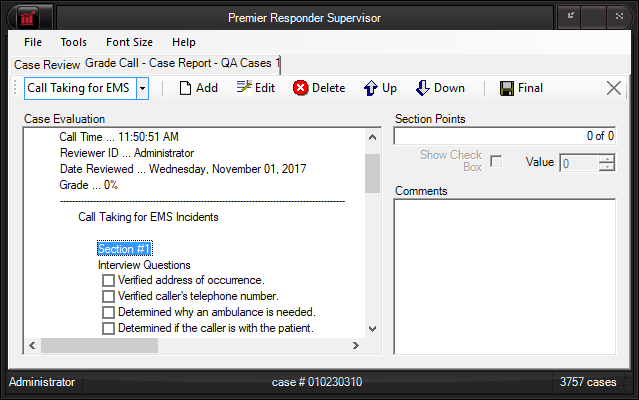 Premier Responder Supervisor
File Tools Font Size Help
Case Review Grade Call - Case Report - QA Cases 1
Call Taking for EMS Add Edit Delete Up Down Final
Case Evaluation
Call Time ... 11:50:51 AM
Reviewer ID ... Administrator
Date Reviewed ... Wednesday, November 01, 2017
Grade ... 0%
--------------------------------------------------------------------------------
Call Taking for EMS Incidents
Section #1
Interview Questions
Verified address of occurrence.
Verified caller's telephone number.
Determined why an ambulance is needed.
Determined if the caller is with the patient.
Section Points
0 of 0
Show Check
Box
Value 0
Comments
Administrator case # 010230310 3757 cases